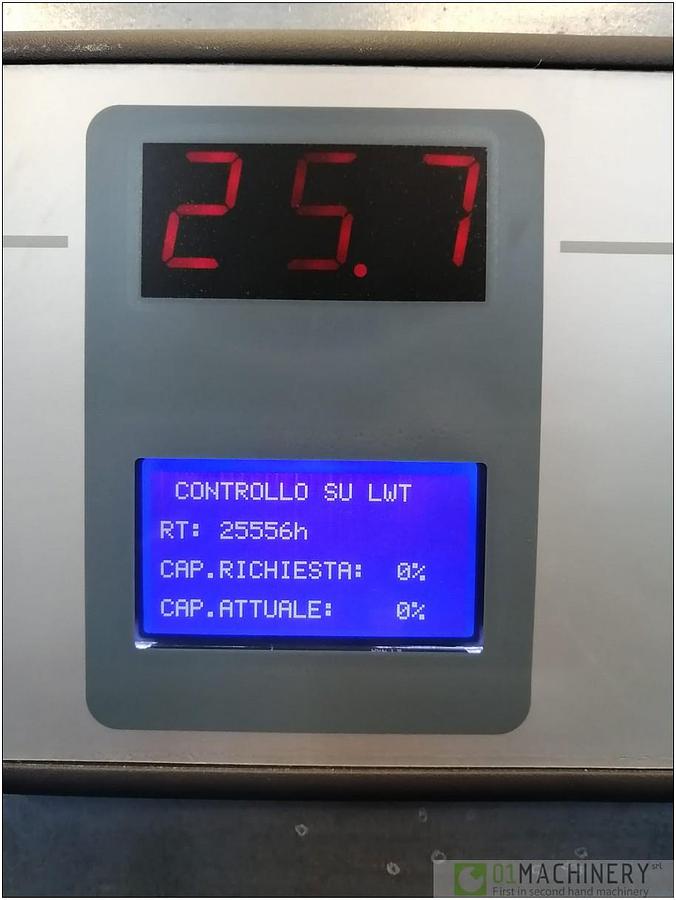 25.7
CONTROLLO SU LWT
RT: 25556h
CAP.RICHIESTA: 0%
CAP.ATTUALE: 0%
01MACHINERY srl
First in second hand machinery